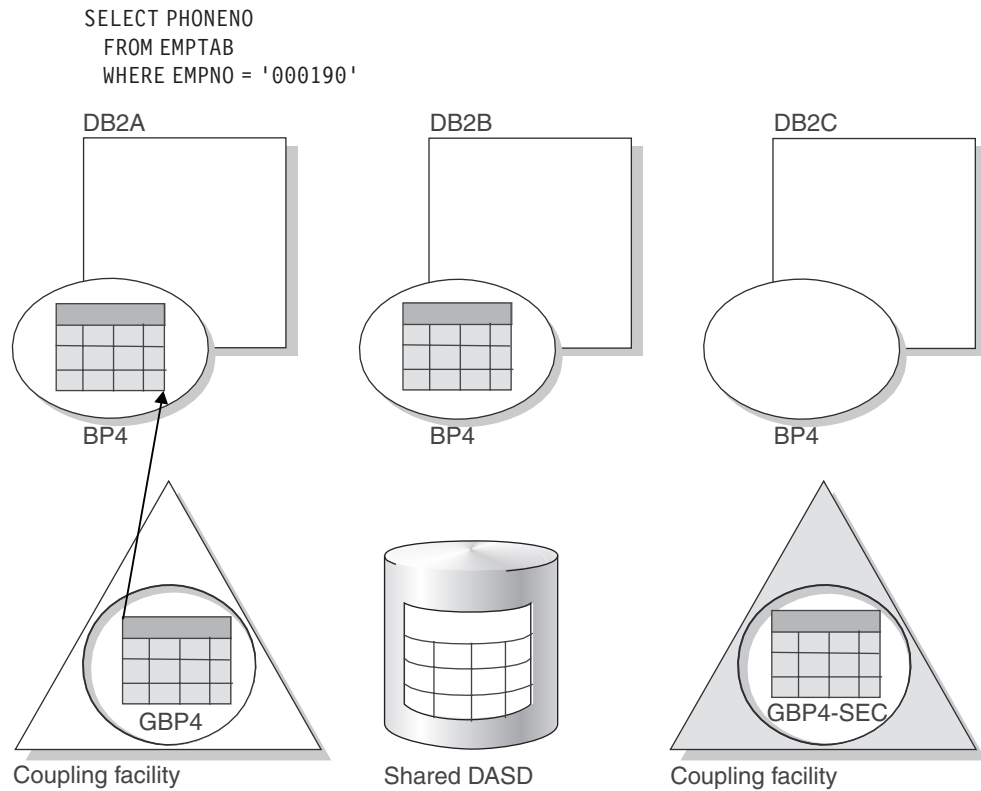 SELECT PHONENO
FROM EMPTAB
WHERE EMPNO = '000190'
DB2A
DB2B
DB2C
BP4
BP4
BP4
GBP4
GBP4-SEC
Coupling facility
Shared DASD
Coupling facility